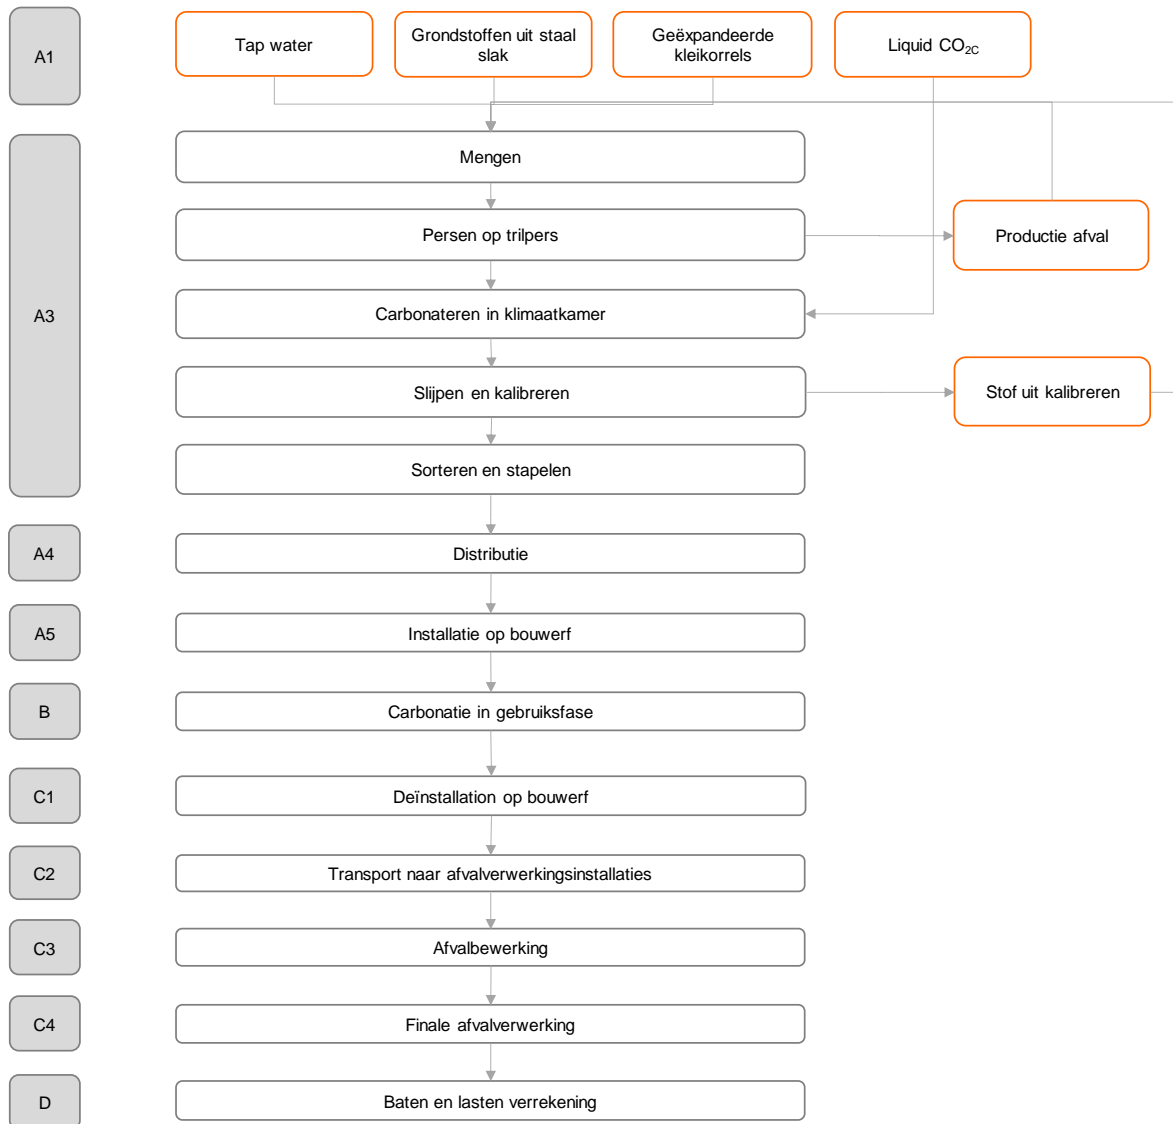 A1
Tap water
Grondstoffen uit staal
slak
Geëxpandeerde
kleikorrels
Liquid CO₂C
Mengen
A3
Persen op trilpers
Productie afval
Carbonateren in klimaatkamer
Slijpen en kalibreren
Stof uit kalibreren
Sorteren en stapelen
A4
Distributie
A5
Installatie op bouwerf
B
Carbonatie in gebruiksfase
C1
Deïnstallation op bouwerf
C2
Transport naar afvalverwerkingsinstallaties
C3
Afvalbewerking
C4
Finale afvalverwerking
D
Baten en lasten verrekening